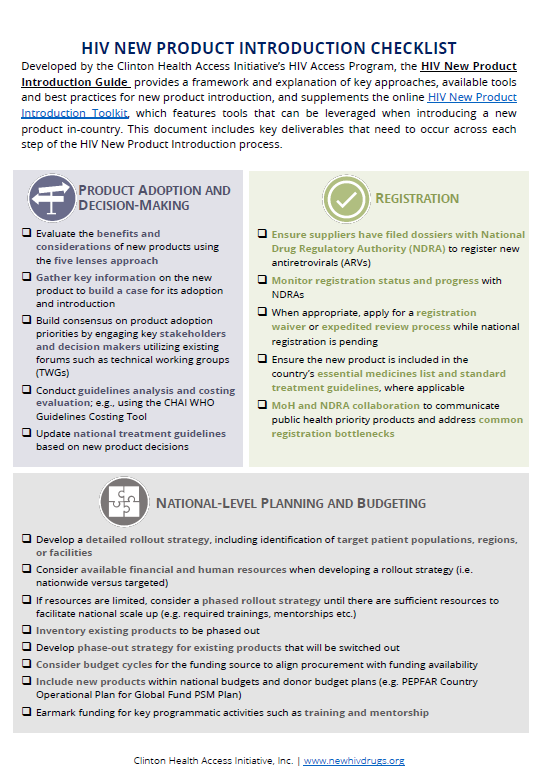 HIV NEW PRODUCT INTRODUCTION CHECKLIST
Developed by the Clinton Health Access Initiative's HIV Access Program, the HIV New Product
Introduction Guide provides a framework and explanation of key approaches, available tools
and best practices for new product introduction, and supplements the online HIV New Product
Introduction Toolkit, which features tools that can be leveraged when introducing a new
product in-country. This document includes key deliverables that need to occur across each
step of the HIV New Product Introduction process.
PRODUCT ADOPTION AND
DECISION-MAKING
❑ Evaluate the benefits and
considerations of new products using
the five lenses approach
❑ Gather key information on the new
product to build a case for its adoption
and introduction
❑ Build consensus on product adoption
priorities by engaging key stakeholders
and decision makers utilizing existing
forums such as technical working groups
(TWGs)
❑ Conduct guidelines analysis and costing
evaluation; e.g., using the CHAI WHO
Guidelines Costing Tool
❑ Update national treatment guidelines
based on new product decisions
REGISTRATION
❑ Ensure suppliers have filed dossiers with National
Drug Regulatory Authority (NDRA) to register new
antiretrovirals (ARVs)
❑ Monitor registration status and progress with
NDRAs
❑ When appropriate, apply for a registration
waiver or expedited review process while national
registration is pending
❑ Ensure the new product is included in the
country's essential medicines list and standard
treatment guidelines, where applicable
❑ MoH and NDRA collaboration to communicate
public health priority products and address common
registration bottlenecks
NATIONAL-LEVEL PLANNING AND BUDGETING
❑ Develop a detailed rollout strategy, including identification of target patient populations, regions,
or facilities
❑ Consider available financial and human resources when developing a rollout strategy (i.e.
nationwide versus targeted)
❑ If resources are limited, consider a phased rollout strategy until there are sufficient resources to
facilitate national scale up (e.g. required trainings, mentorships etc.)
❑ Inventory existing products to be phased out
❑ Develop phase-out strategy for existing products that will be switched out
❑ Consider budget cycles for the funding source to align procurement with funding availability
❑ Include new products within national budgets and donor budget plans (e.g. PEPFAR Country
Operational Plan for Global Fund PSM Plan)
❑ Earmark funding for key programmatic activities such as training and mentorship
Clinton Health Access Initiative, Inc. | www.newhivdrugs.org